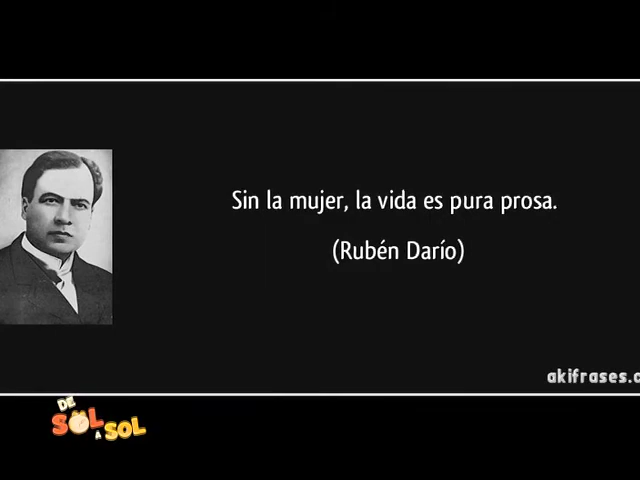 Sin la mujer, la vida es pura prosa.
(Rubén Darío)
akifrases.c
DE
SOL
A SOL